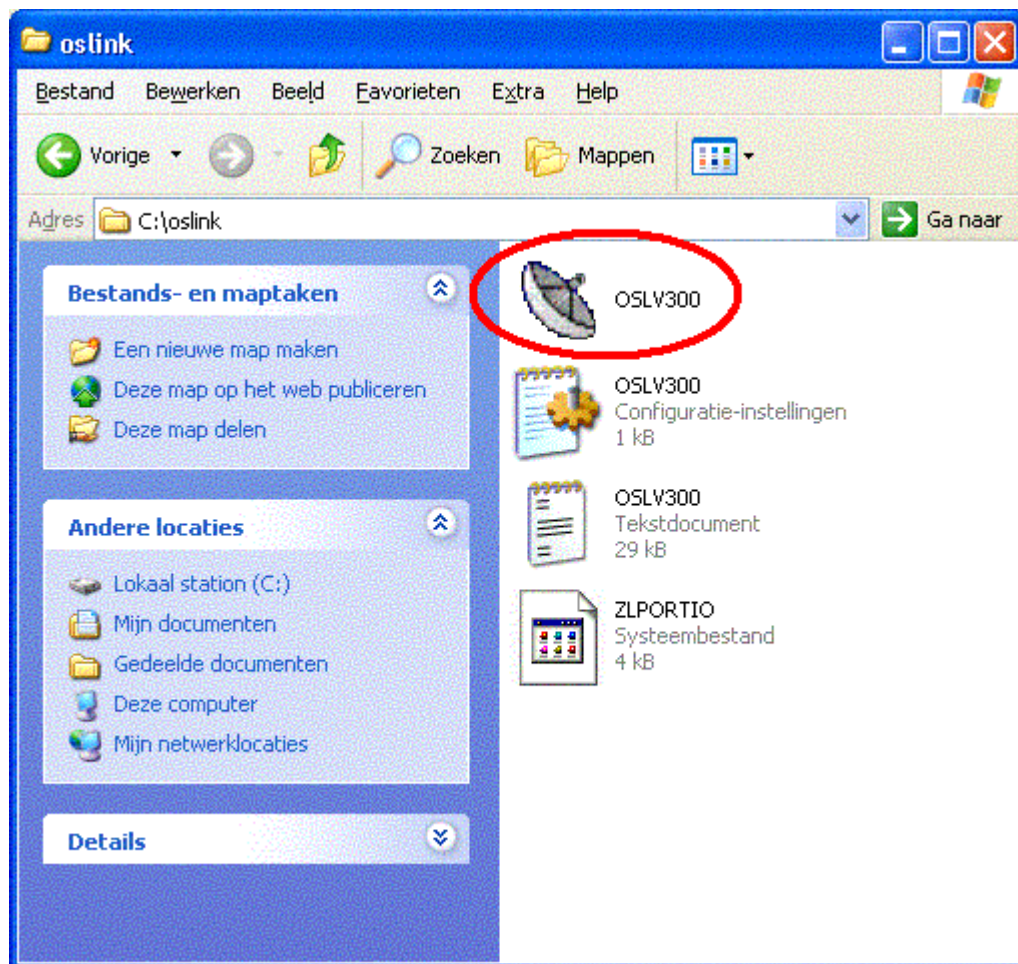 oslink
Bestand Bewerken Beeld Favorieten Extra Help
Vorige Zoeken Mappen
Adres C:\oslink Ga naar
Bestands- en maptaken
Een nieuwe map maken
Deze map op het web publiceren
Deze map delen
Andere locaties
Lokaal station (C:)
Mijn documenten
Gedeelde documenten
Deze computer
Mijn netwerklocaties
Details
OSLV300
OSLV300
Configuratie-instellingen
1 kB
OSLV300
Tekstdocument
29 kB
ZLPORTIO
Systeembestand
4 kB